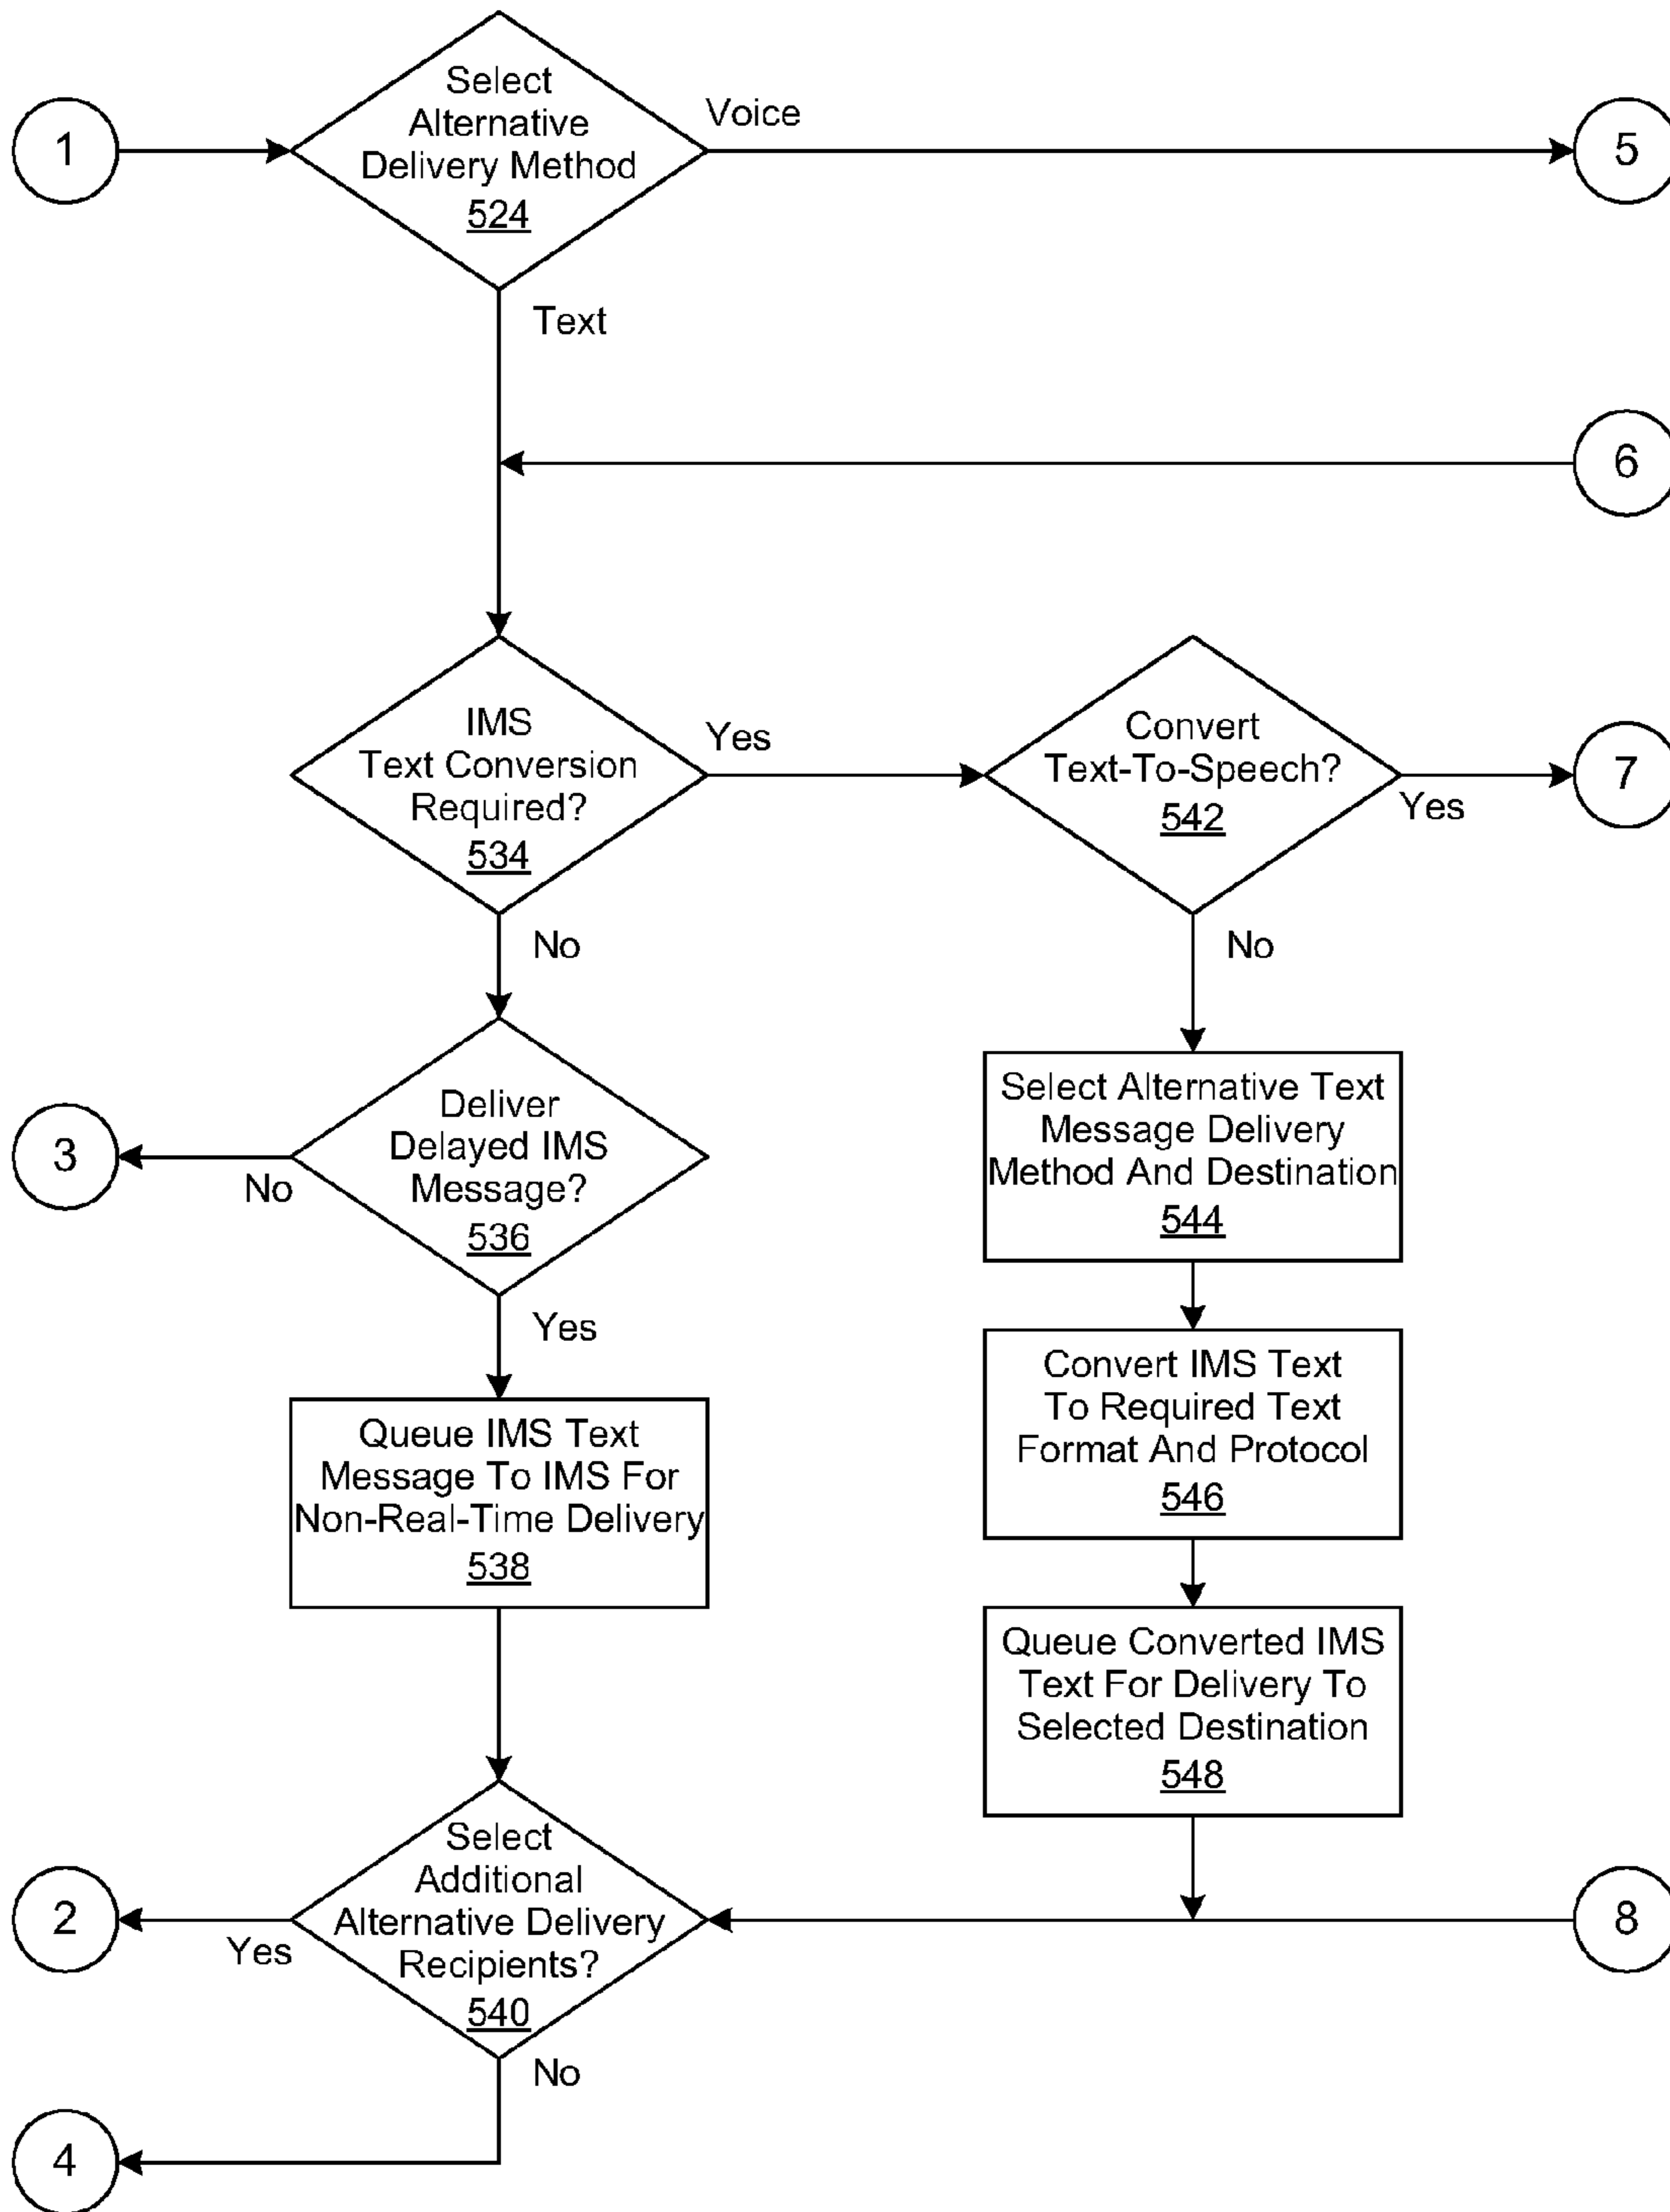 Select
Alternative
Delivery Method
524
Voice
1
5
Text
6
IMS
Text Conversion
Required?
534
Yes
Convert
Text-To-Speech?
542
Yes
7
No
No
Deliver
Delayed IMS
Message?
536
No
3
Yes
Select Alternative Text
Message Delivery
Method And Destination
544
Convert IMS Text
To Required Text
Format And Protocol
546
Queue IMS Text
Message To IMS For
Non-Real-Time Delivery
538
Queue Converted IMS
Text For Delivery To
Selected Destination
548
Select
Additional
Alternative Delivery
Recipients?
540
2
Yes
8
No
4